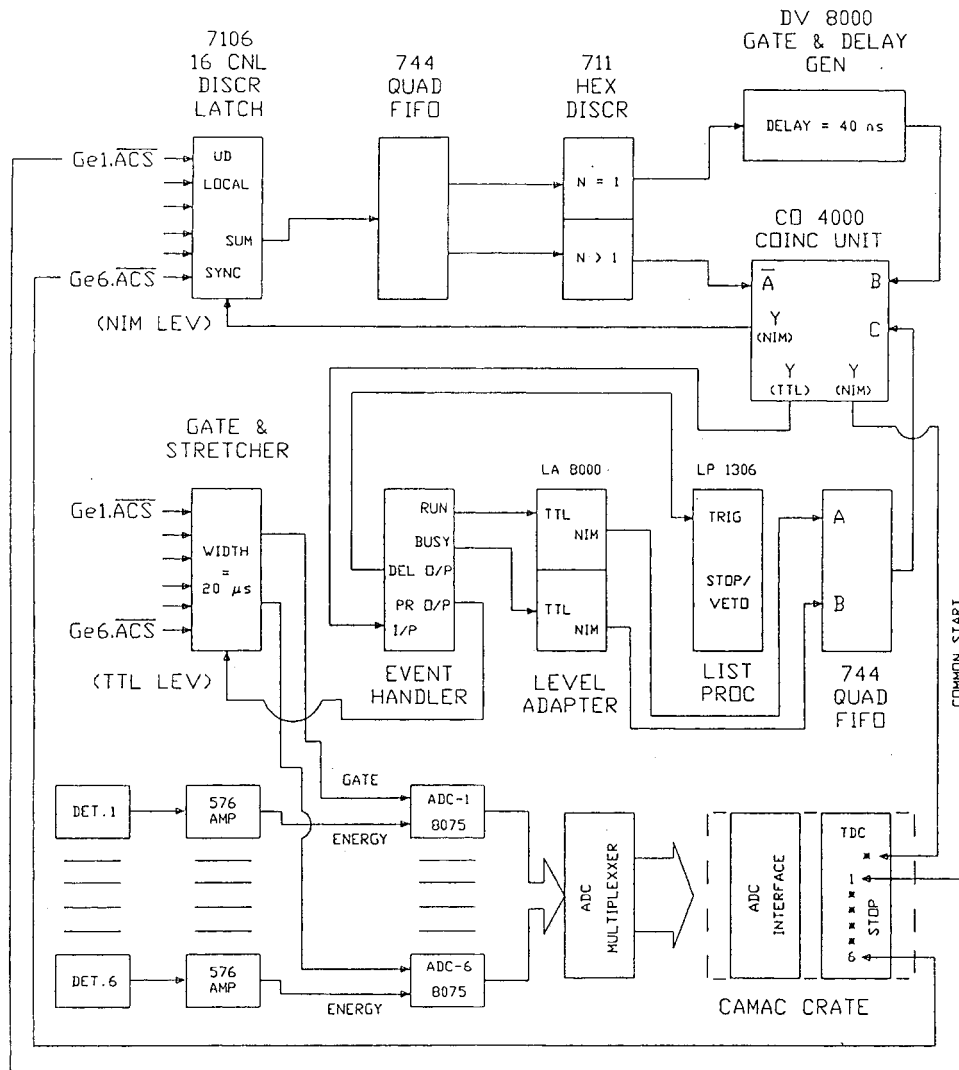 7106
16 CNL
DISCR
LATCH
744
QUAD
FIFO
711
HEX
DISCR
DV 8000
GATE & DELAY
GEN
DELAY = 40 ns
Ge1.ACS
UD
LOCAL
SUM
SYNC
Ge6.ACS
(NIM LEV)
N = 1
N > 1
CO 4000
COINC UNIT
A
B
Y
(NIM)
C
Y
(TTL)
Y
(NIM)
GATE &
STRETCHER
Ge1.ACS
WIDTH
=
20 μs
Ge6.ACS
(TTL LEV)
RUN
BUSY
DEL O/P
PR O/P
I/P
EVENT
HANDLER
LA 8000
TTL
NIM
TTL
NIM
LEVEL
ADAPTER
LP 1306
TRIG
STOP/
VETO
LIST
PROC
A
B
744
QUAD
FIFO
COMMON START
DET.1
576
AMP
GATE
ENERGY
ADC-1
8075
DET.6
576
AMP
ENERGY
ADC-6
8075
ADC
MULTIPLEXXER
ADC
INTERFACE
TDC
*
1
*
*
*
*
6
STOP
CAMAC CRATE